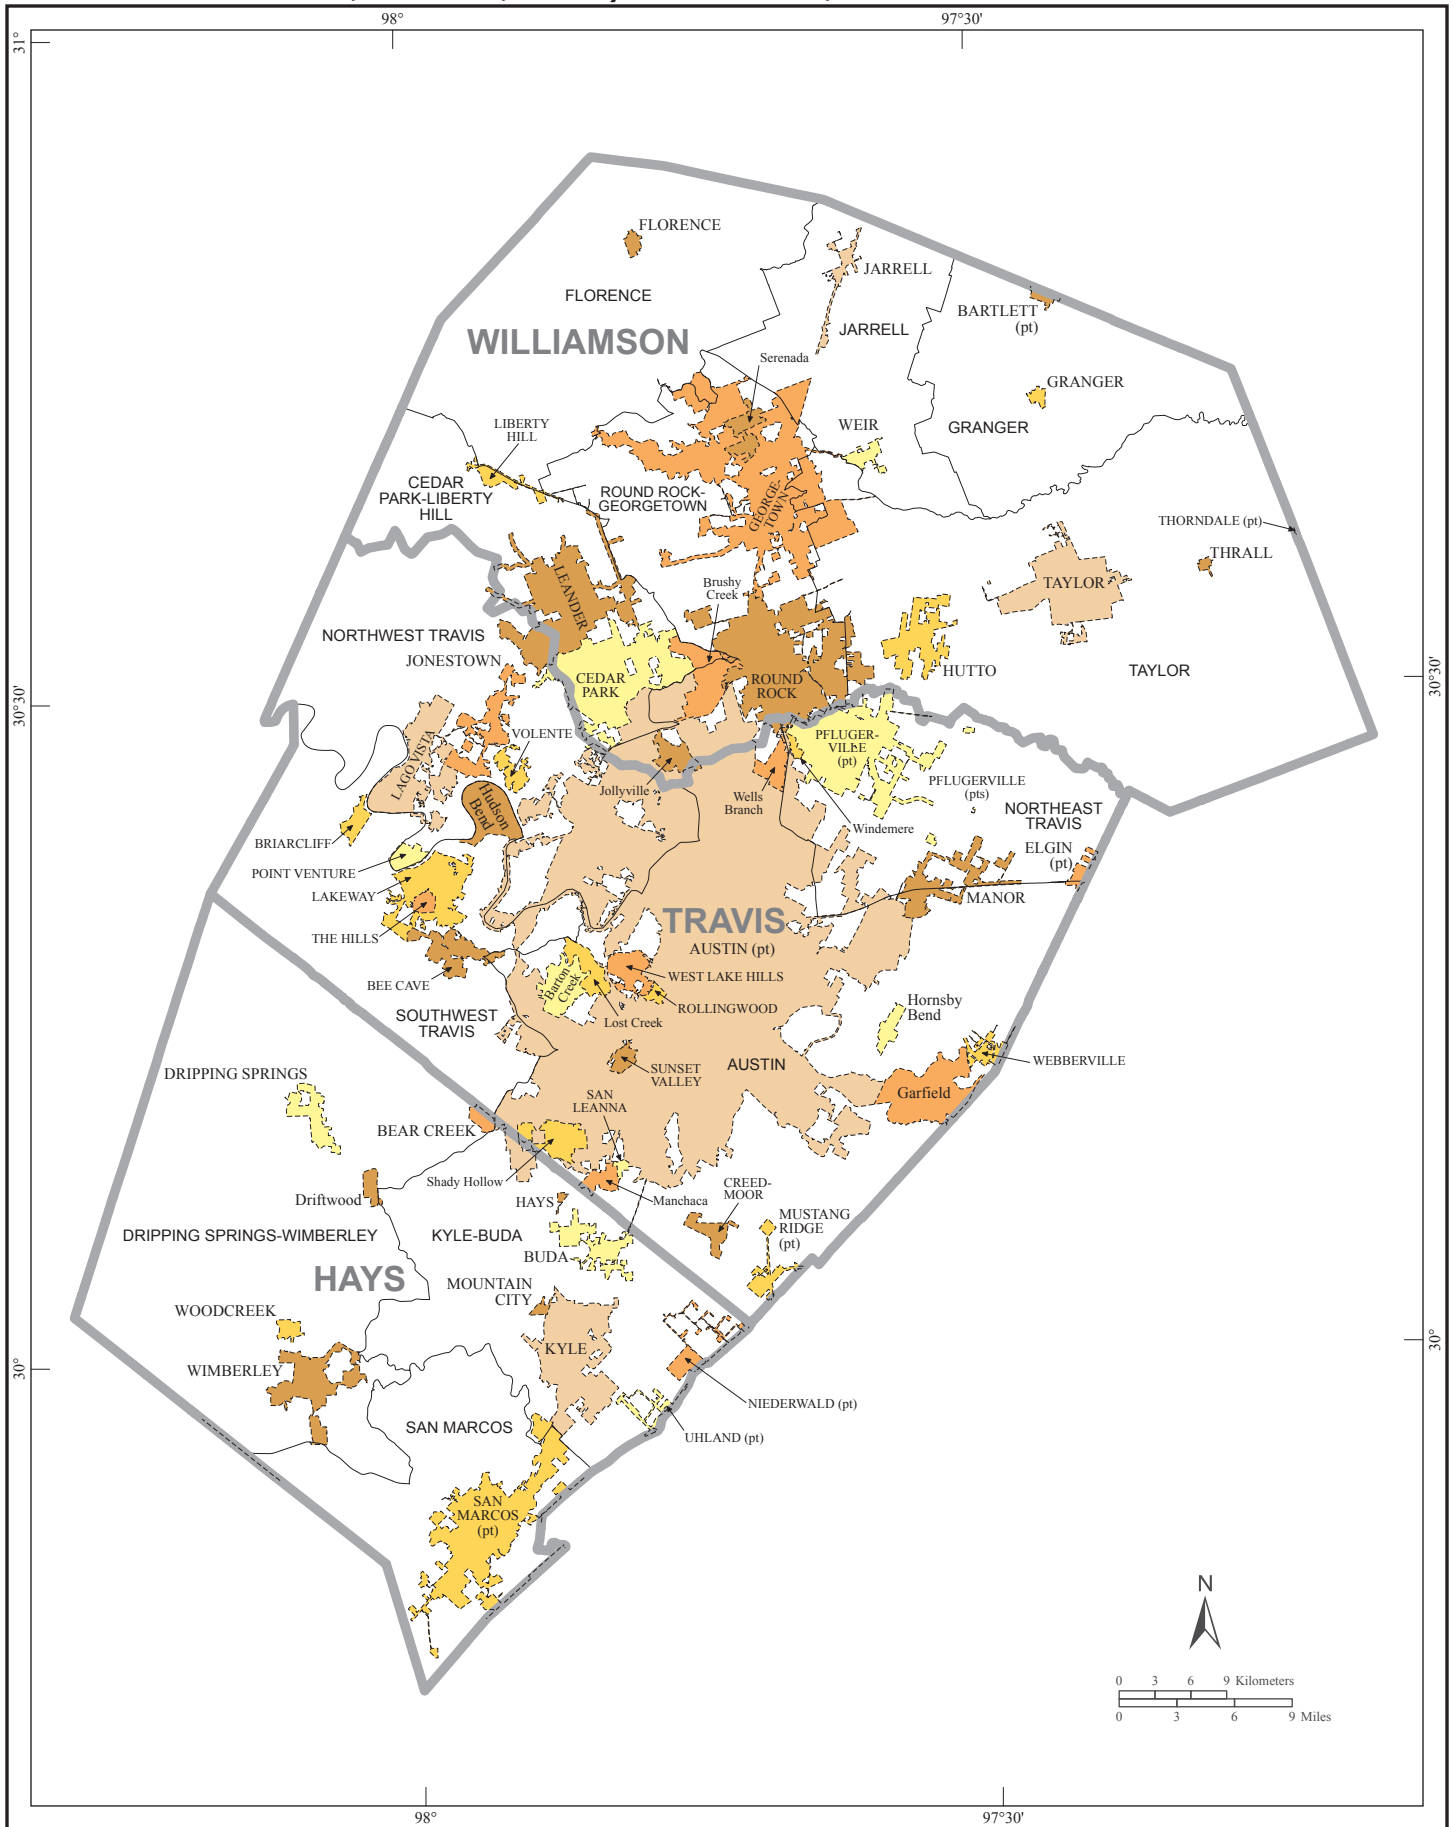 98°
97°30'
31°
FLORENCE
FLORENCE
JARRELL
BARTLETT
(pt)
JARRELL
WILLIAMSON
Serenada
GRANGER
LIBERTY
HILL
WEIR
GRANGER
CEDAR
PARK-LIBERTY
HILL
ROUND ROCK-
GEORGETOWN
GEORGE-
TOWN
THORNDALE (pt)
THRALL
LEANDER
Brushy
Creek
TAYLOR
NORTHWEST TRAVIS
JONESTOWN
HUTTO
TAYLOR
CEDAR
PARK
ROUND
ROCK
30°30'
30°30'
VOLENTE
PFLUGER-
VILLE
(pt)
LAGO VISTA
Hudson
Bend
Jollyville
Wells
Branch
PFLUGERVILLE
(pts)
NORTHEAST
TRAVIS
Windemere
BRIARCLIFF
ELGIN
(pt)
POINT VENTURE
LAKEWAY
MANOR
TRAVIS
THE HILLS
AUSTIN (pt)
WEST LAKE HILLS
BEE CAVE
Barton
Creek
ROLLINGWOOD
Hornsby
Bend
SOUTHWEST
TRAVIS
Lost Creek
WEBBERVILLE
SUNSET
VALLEY
AUSTIN
DRIPPING SPRINGS
SAN
LEANNA
Garfield
BEAR CREEK
Shady Hollow
Driftwood
HAYS
Manchaca
CREED-
MOOR
MUSTANG
RIDGE
(pt)
DRIPPING SPRINGS-WIMBERLEY
KYLE-BUDA
BUDA
HAYS
MOUNTAIN
CITY
WOODCREEK
KYLE
30°
30°
WIMBERLEY
NIEDERWALD (pt)
SAN MARCOS
UHLAND (pt)
SAN
MARCOS
(pt)
N
0 3 6 9 Kilometers
0 3 6 9 Miles
98°
97°30'